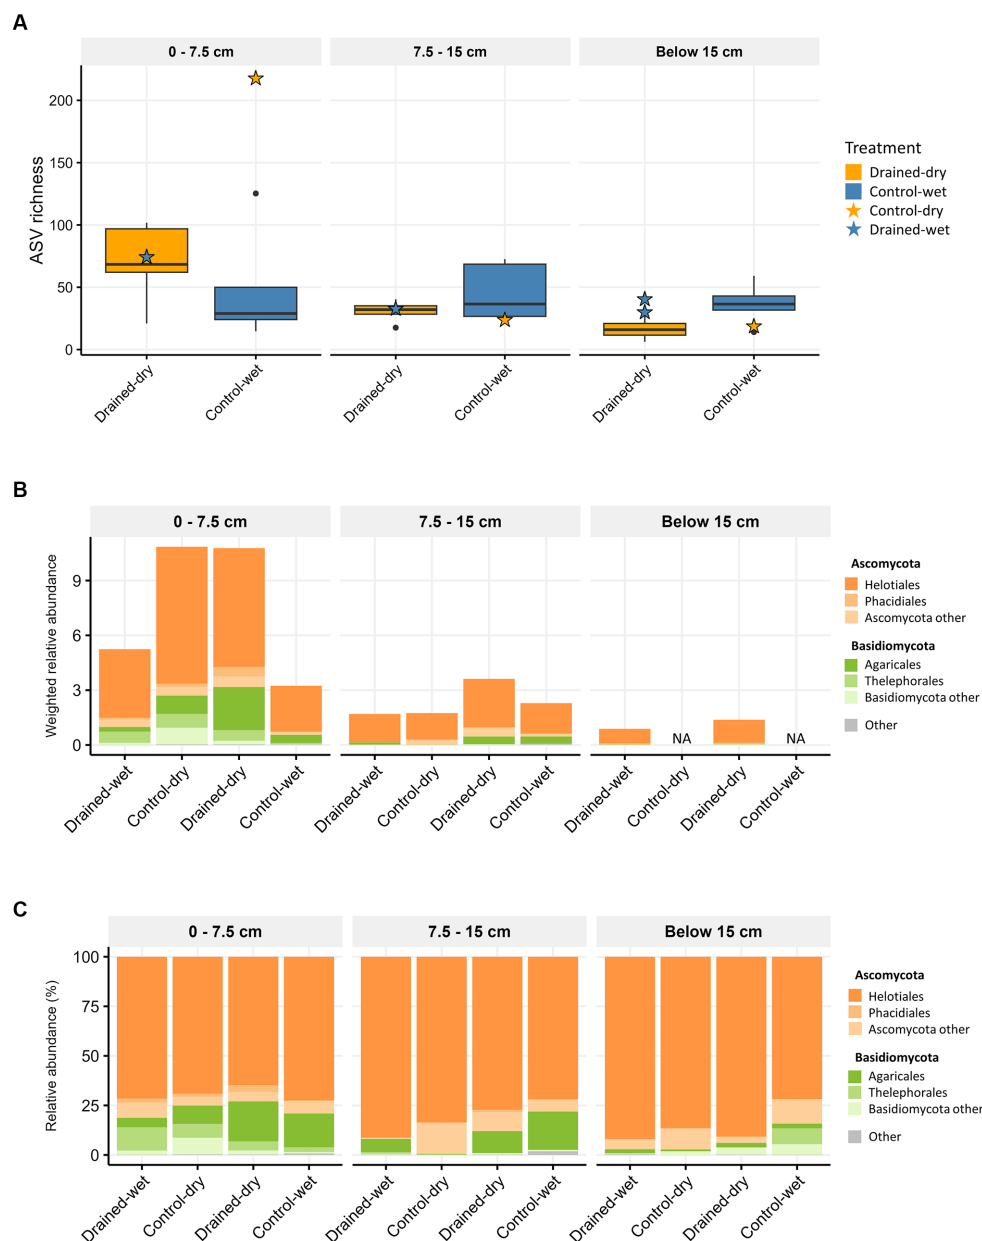 A
0 - 7.5 cm
7.5 - 15 cm
Below 15 cm
ASV richness
200
150
100
50
0
Drained-dry
Control-wet
Drained-dry
Control-wet
Drained-dry
Control-wet
Treatment
Drained-dry
Control-wet
Control-dry
Drained-wet
B
0 - 7.5 cm
7.5 - 15 cm
Below 15 cm
Weighted relative abundance
9
6
3
0
NA
NA
Drained-wet
Control-dry
Drained-dry
Control-wet
Drained-wet
Control-dry
Drained-dry
Control-wet
Drained-wet
Control-dry
Drained-dry
Control-wet
Ascomycota
Helotiales
Phacidiales
Ascomycota other
Basidiomycota
Agaricales
Thelephorales
Basidiomycota other
Other
C
0 - 7.5 cm
7.5 - 15 cm
Below 15 cm
Relative abundance (%)
100
75
50
25
0
Drained-wet
Control-dry
Drained-dry
Control-wet
Drained-wet
Control-dry
Drained-dry
Control-wet
Drained-wet
Control-dry
Drained-dry
Control-wet
Ascomycota
Helotiales
Phacidiales
Ascomycota other
Basidiomycota
Agaricales
Thelephorales
Basidiomycota other
Other